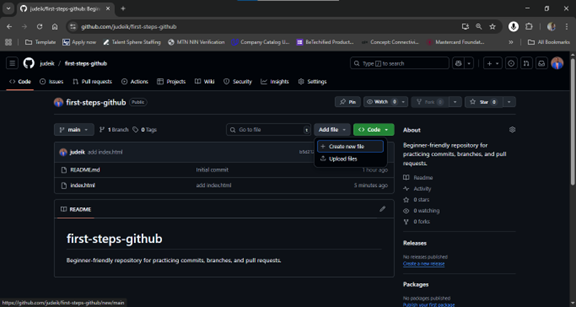 judeik/first-steps-github: Begin
github.com/judeik/first-steps-github
Template
Apply now
Talent Sphere Staffing
MTN NIN Verification
Company Catalog U...
BeTechified Product...
Concept: Connectio...
Mastercard Foundat...
All Bookmarks
judeik / first-steps-github
Type / to search
Code
Issues
Pull requests
Actions
Projects
Wiki
Security
Insights
Settings
first-steps-github Public
Pin
Watch 0
Fork 0
Star 0
main
1 Branch
0 Tags
Go to file
t
Add file
Code
Create new file
Upload files
judeik add index.html
README.md Initial commit 1 hour ago
index.html add index.html 5 minutes ago
README
first-steps-github
Beginner-friendly repository for practicing commits, branches, and pull requests.
About
Beginner-friendly repository for
practicing commits, branches, and pull
requests.
Readme
Activity
0 stars
0 watching
0 forks
Releases
No releases published
Create a new release
Packages
No packages published
Publish your first package
https://github.com/judeik/first-steps-github/new/main